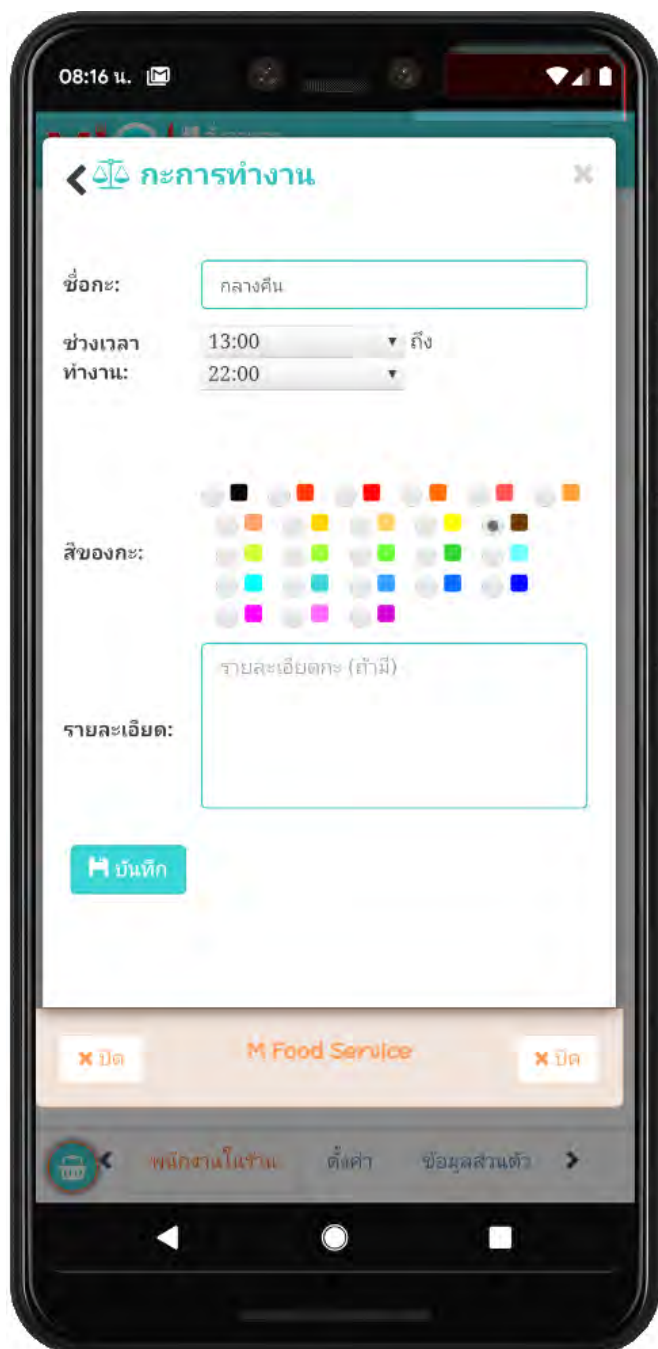 08:16 น.
กะการทำงาน
ชื่อกะ:
กลางคืน
ช่วงเวลา
ทำงาน:
13:00
ถึง
22:00
สีของกะ:
รายละเอียดกะ (ถ้ามี)
รายละเอียด:
บันทึก
ปิด
M Food Service
ปิด
พนักงานในร้าน
ตั้งค่า
ข้อมูลส่วนตัว